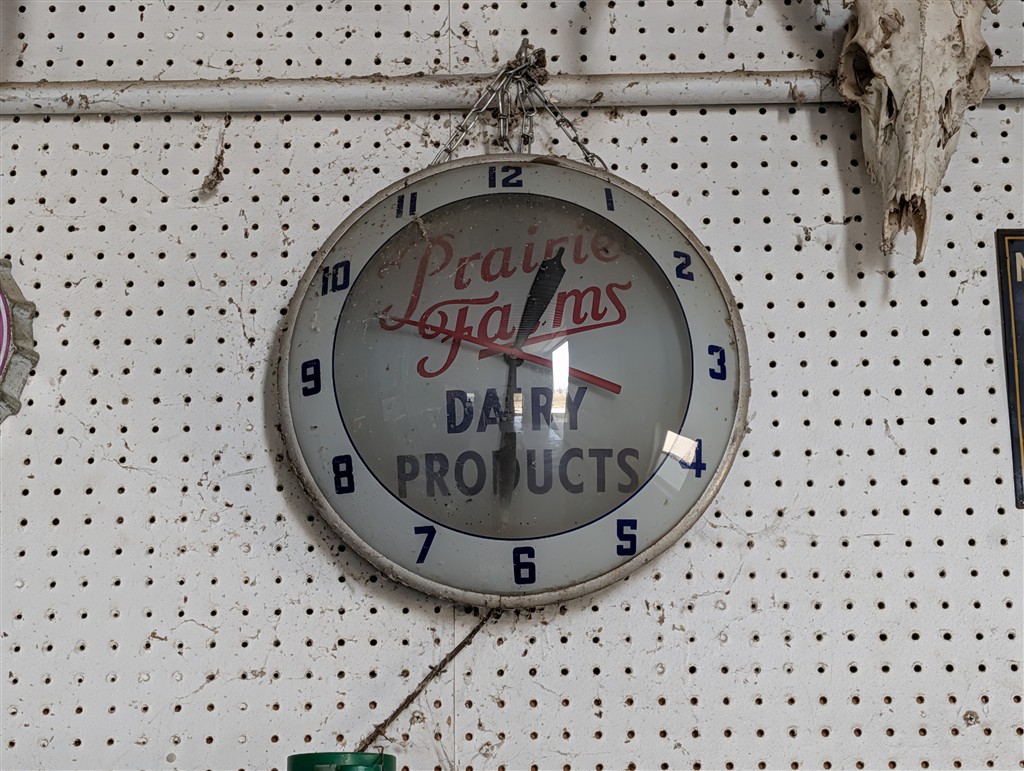 12
11 1
10 2
Prairie
Farms
9 3
DAIRY
8 PRODUCTS 4
7 5
6